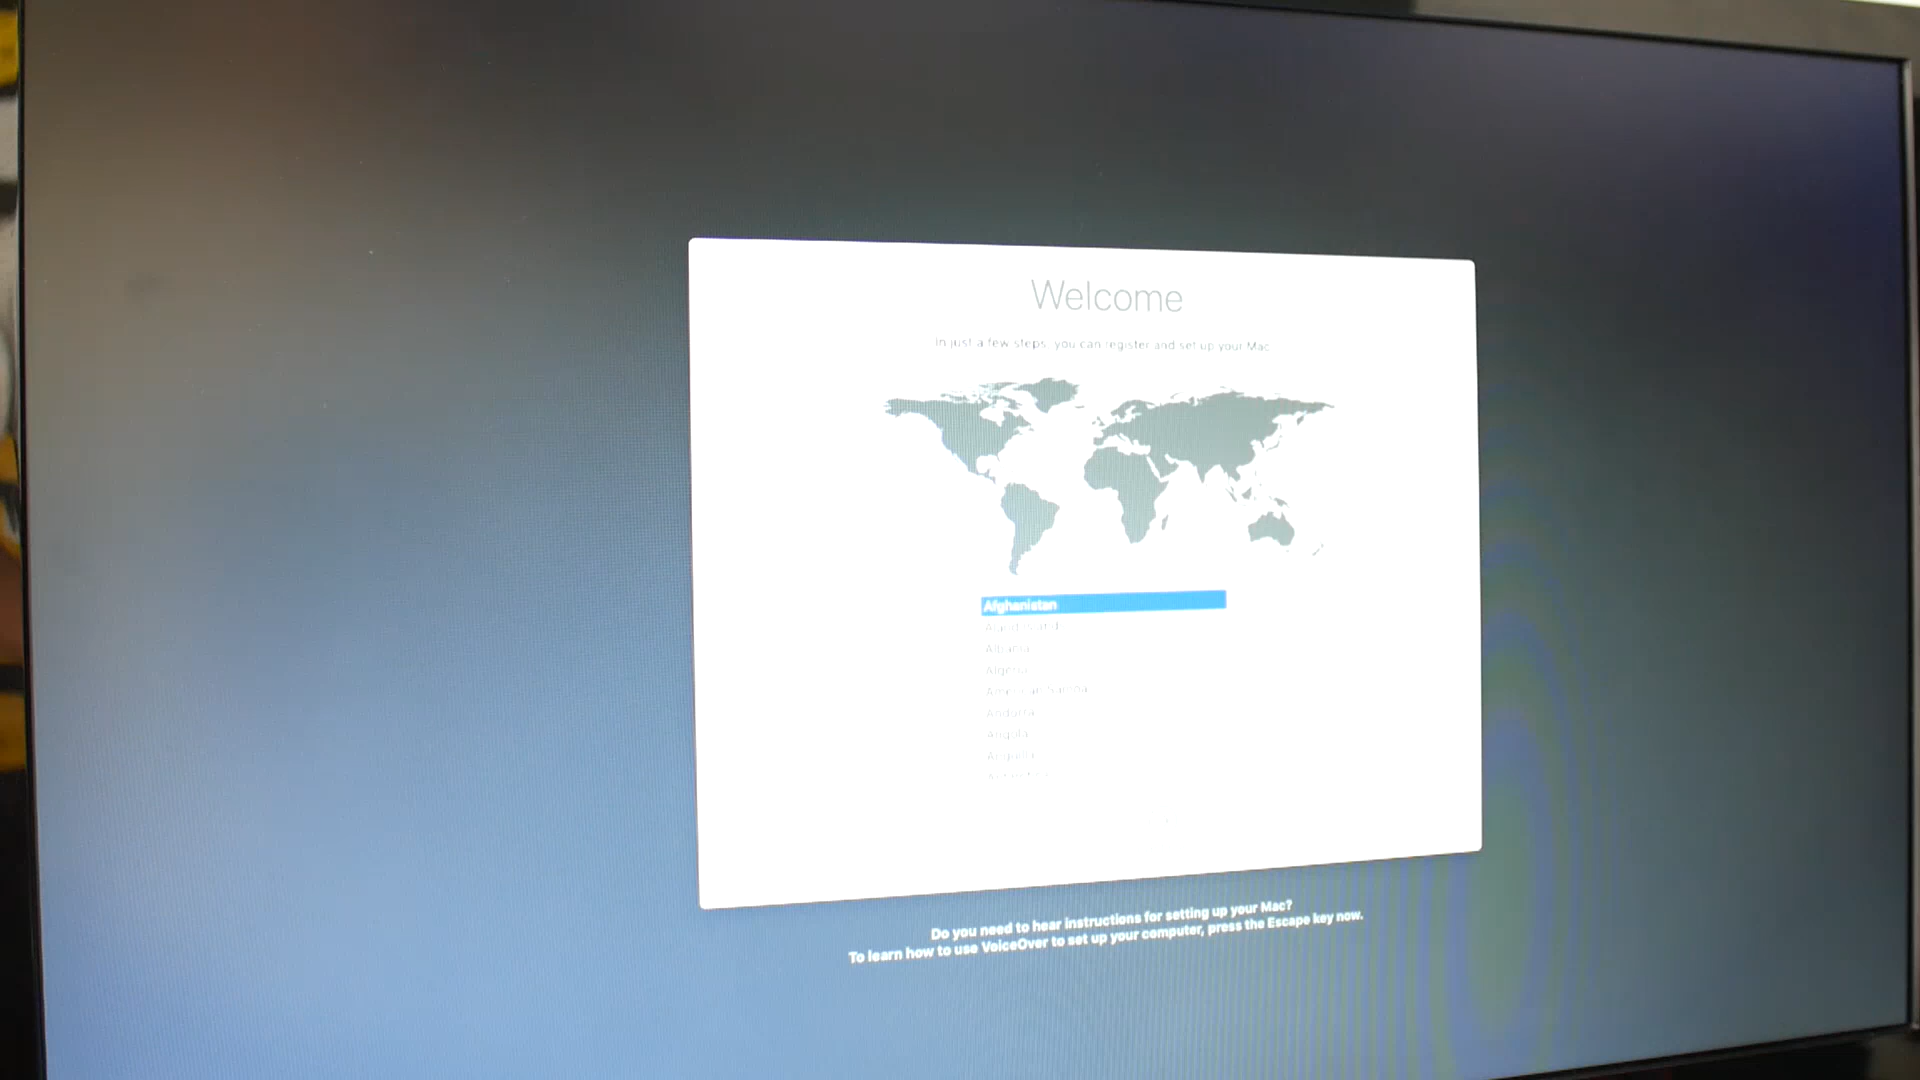 Welcome
In just a few steps, you can register and set up your Mac
Afghanistan
Åland Islands
Albania
Algeria
American Samoa
Andorra
Angola
Anguilla
Do you need to hear instructions for setting up your Mac?
To learn how to use VoiceOver to set up your computer, press the Escape key now.